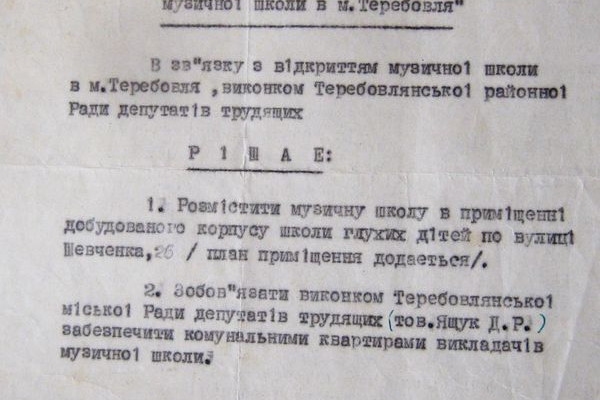 музичної школи в м.Теребовля"
В зв"язку з відкриттям музичної школи
в м.Теребовля ,виконком Теребовлянської районної
Ради депутатів трудящих
Р І Ш А Є:
1. Розмістити музичну школу в приміщенні
добудованого корпусу школи глухих дітей по вулиці
Шевченка,26 / план приміщення додається/.
2. Зобов"язати виконком Теребовлянської
міської Ради депутатів трудящих (тов.Ящук Д.Р.)
забезпечити комунальними квартирами викладачів
музичної школи.